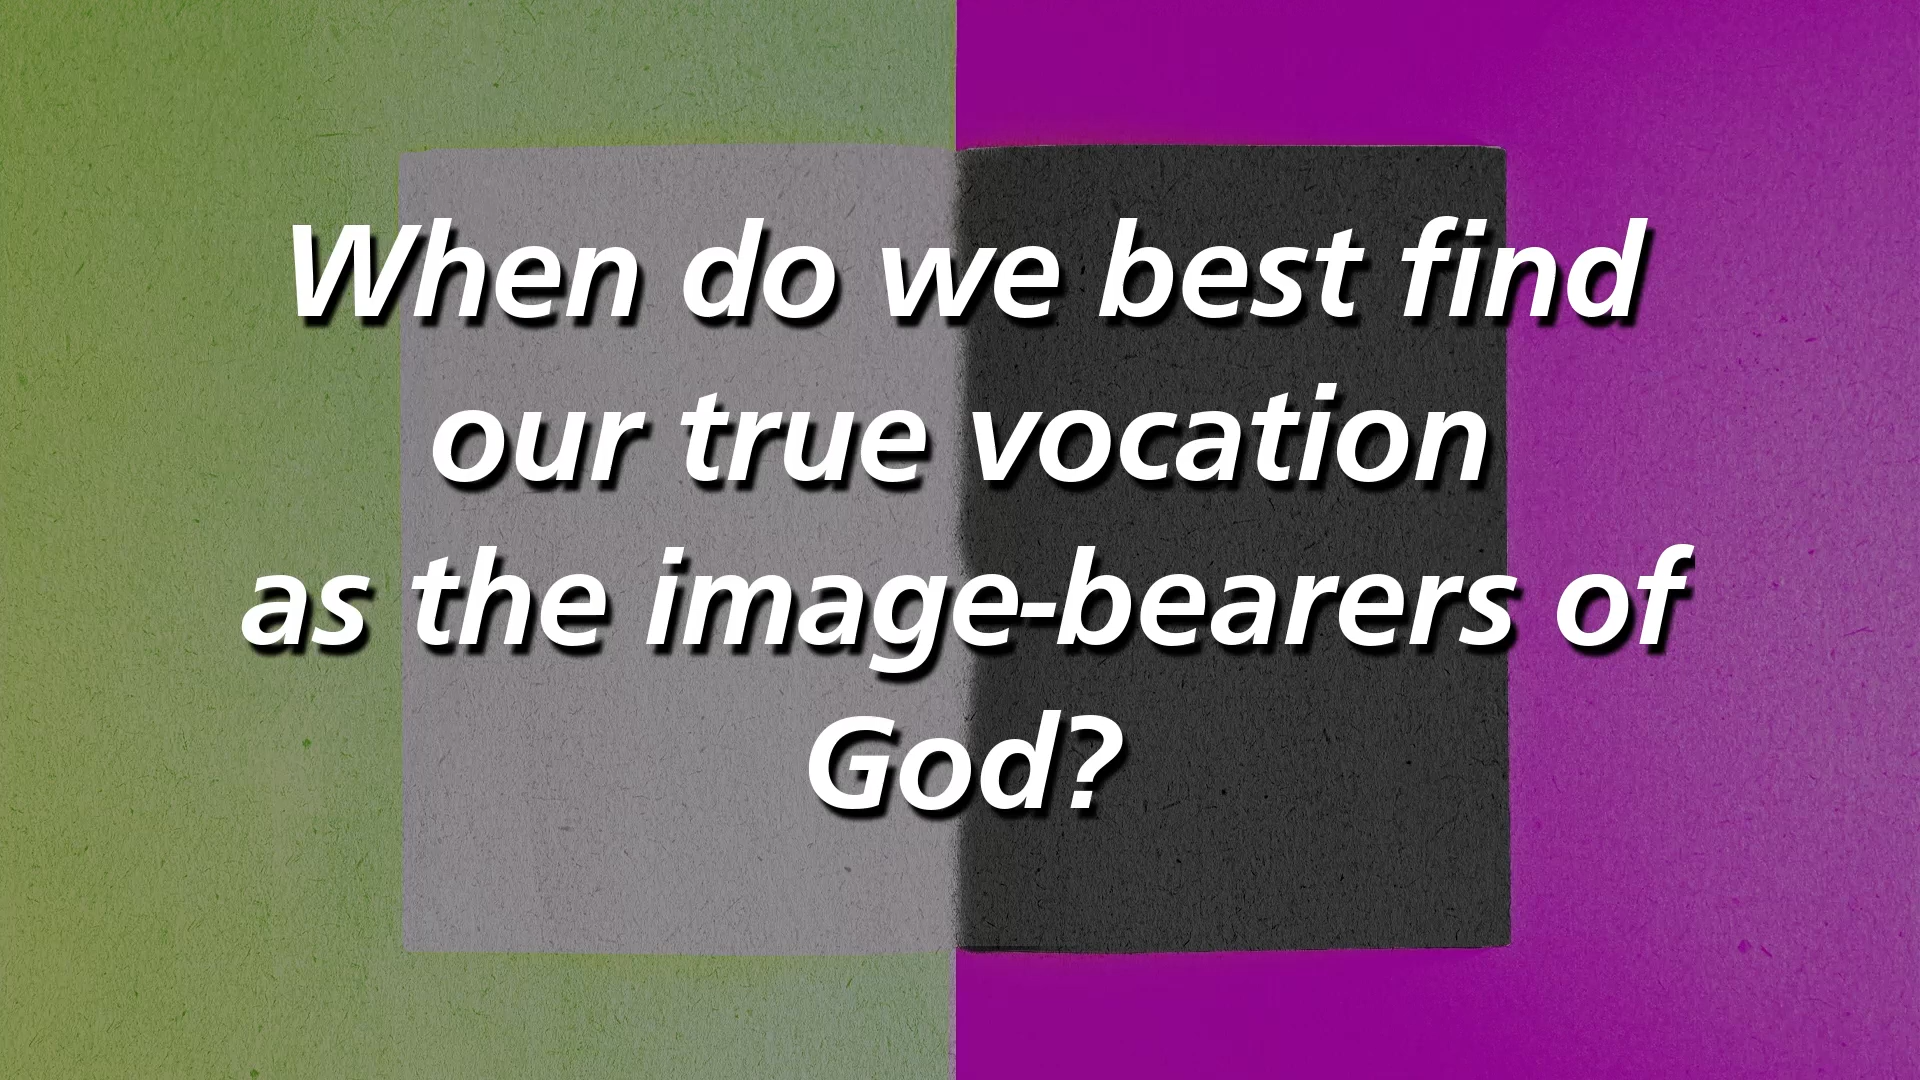 When do we best find
our true vocation
as the image-bearers of
God?